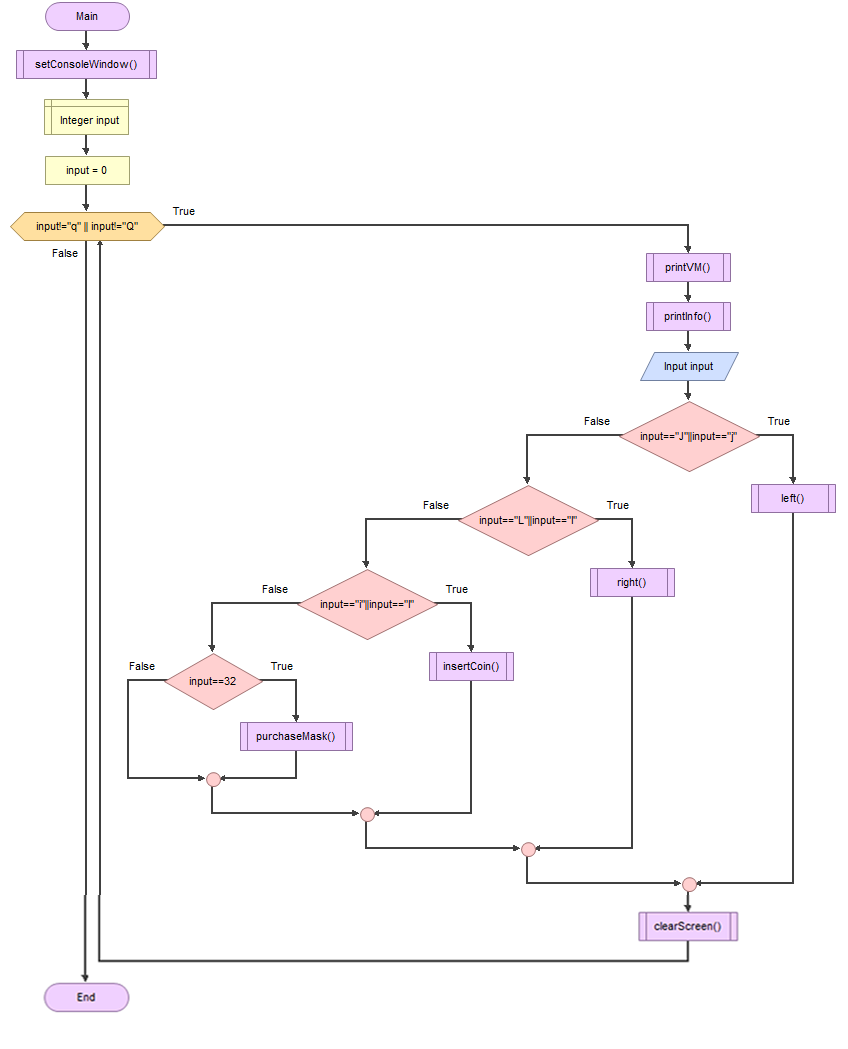 Main
setConsoleWindow()
Integer input
input = 0
input!="q" || input!="Q"
True
False
printVM()
printInfo()
Input input
input=="J"||input=="j"
False
True
left()
input=="L"||input=="l"
False
True
right()
input=="i"||input=="I"
False
True
insertCoin()
input==32
False
True
purchaseMask()
clearScreen()
End